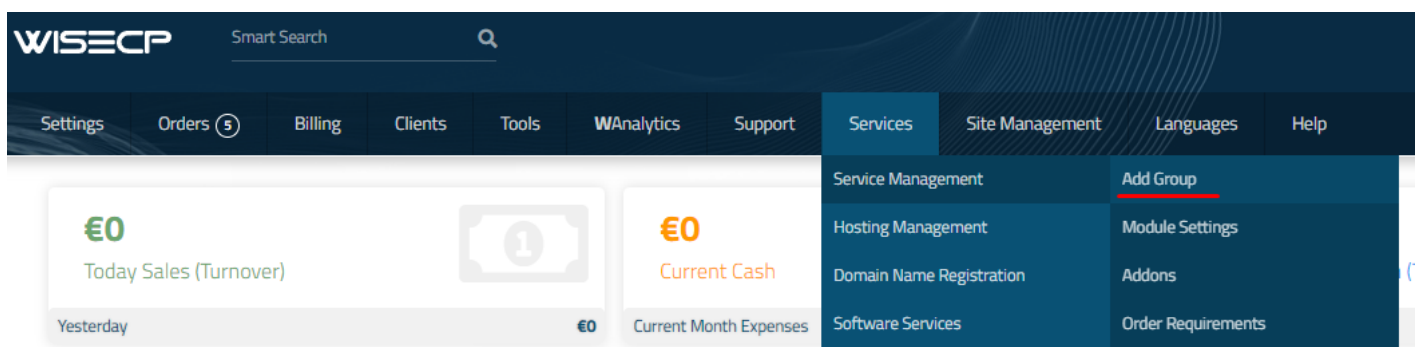 WISECP
Smart Search
Settings Orders 5 Billing Clients Tools WAnalytics Support Services Site Management Languages Help
Service Management
Hosting Management
Domain Name Registration
Software Services
Add Group
Module Settings
Addons
Order Requirements
€0
Today Sales (Turnover)
Yesterday €0
€0
Current Cash
Current Month Expenses